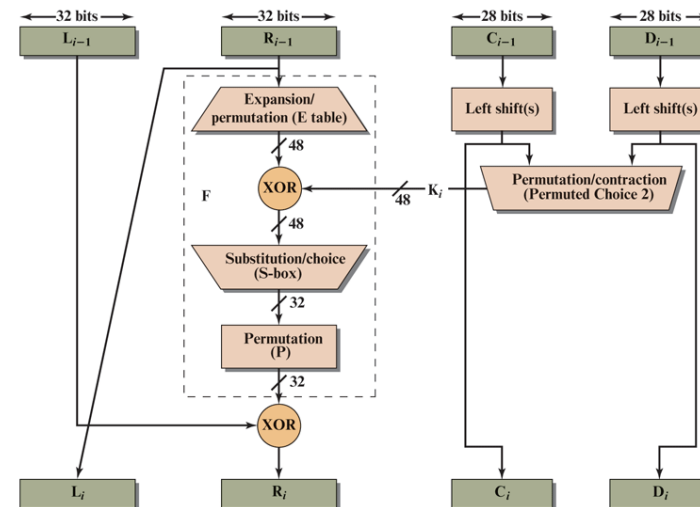 32 bits
32 bits
28 bits
28 bits
Lᵢ₋₁
Rᵢ₋₁
Cᵢ₋₁
Dᵢ₋₁
Expansion/
permutation (E table)
Left shift(s)
Left shift(s)
48
F
XOR
48
Kᵢ
Permutation/contraction
(Permuted Choice 2)
48
Substitution/choice
(S-box)
32
Permutation
(P)
32
XOR
Lᵢ
Rᵢ
Cᵢ
Dᵢ